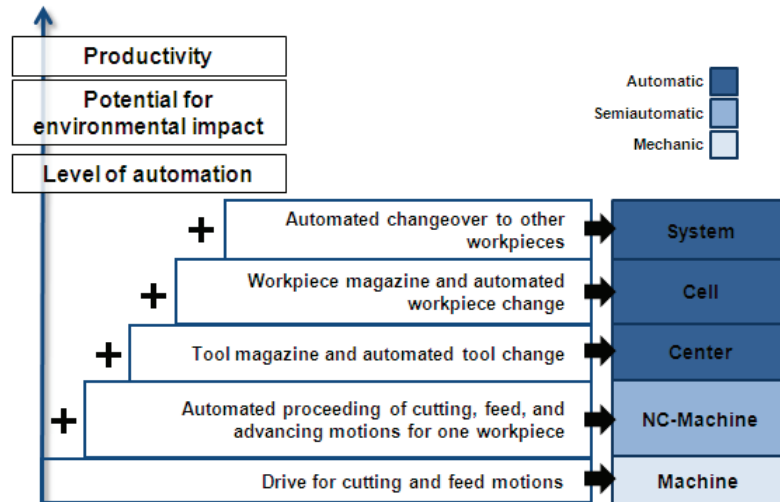 Productivity
Potential for
environmental impact
Level of automation
Automatic
Semiautomatic
Mechanic
+ Automated changeover to other
workpieces
System
+ Workpiece magazine and automated
workpiece change
Cell
+ Tool magazine and automated tool change
Center
+ Automated proceeding of cutting, feed, and
advancing motions for one workpiece
NC-Machine
Drive for cutting and feed motions
Machine